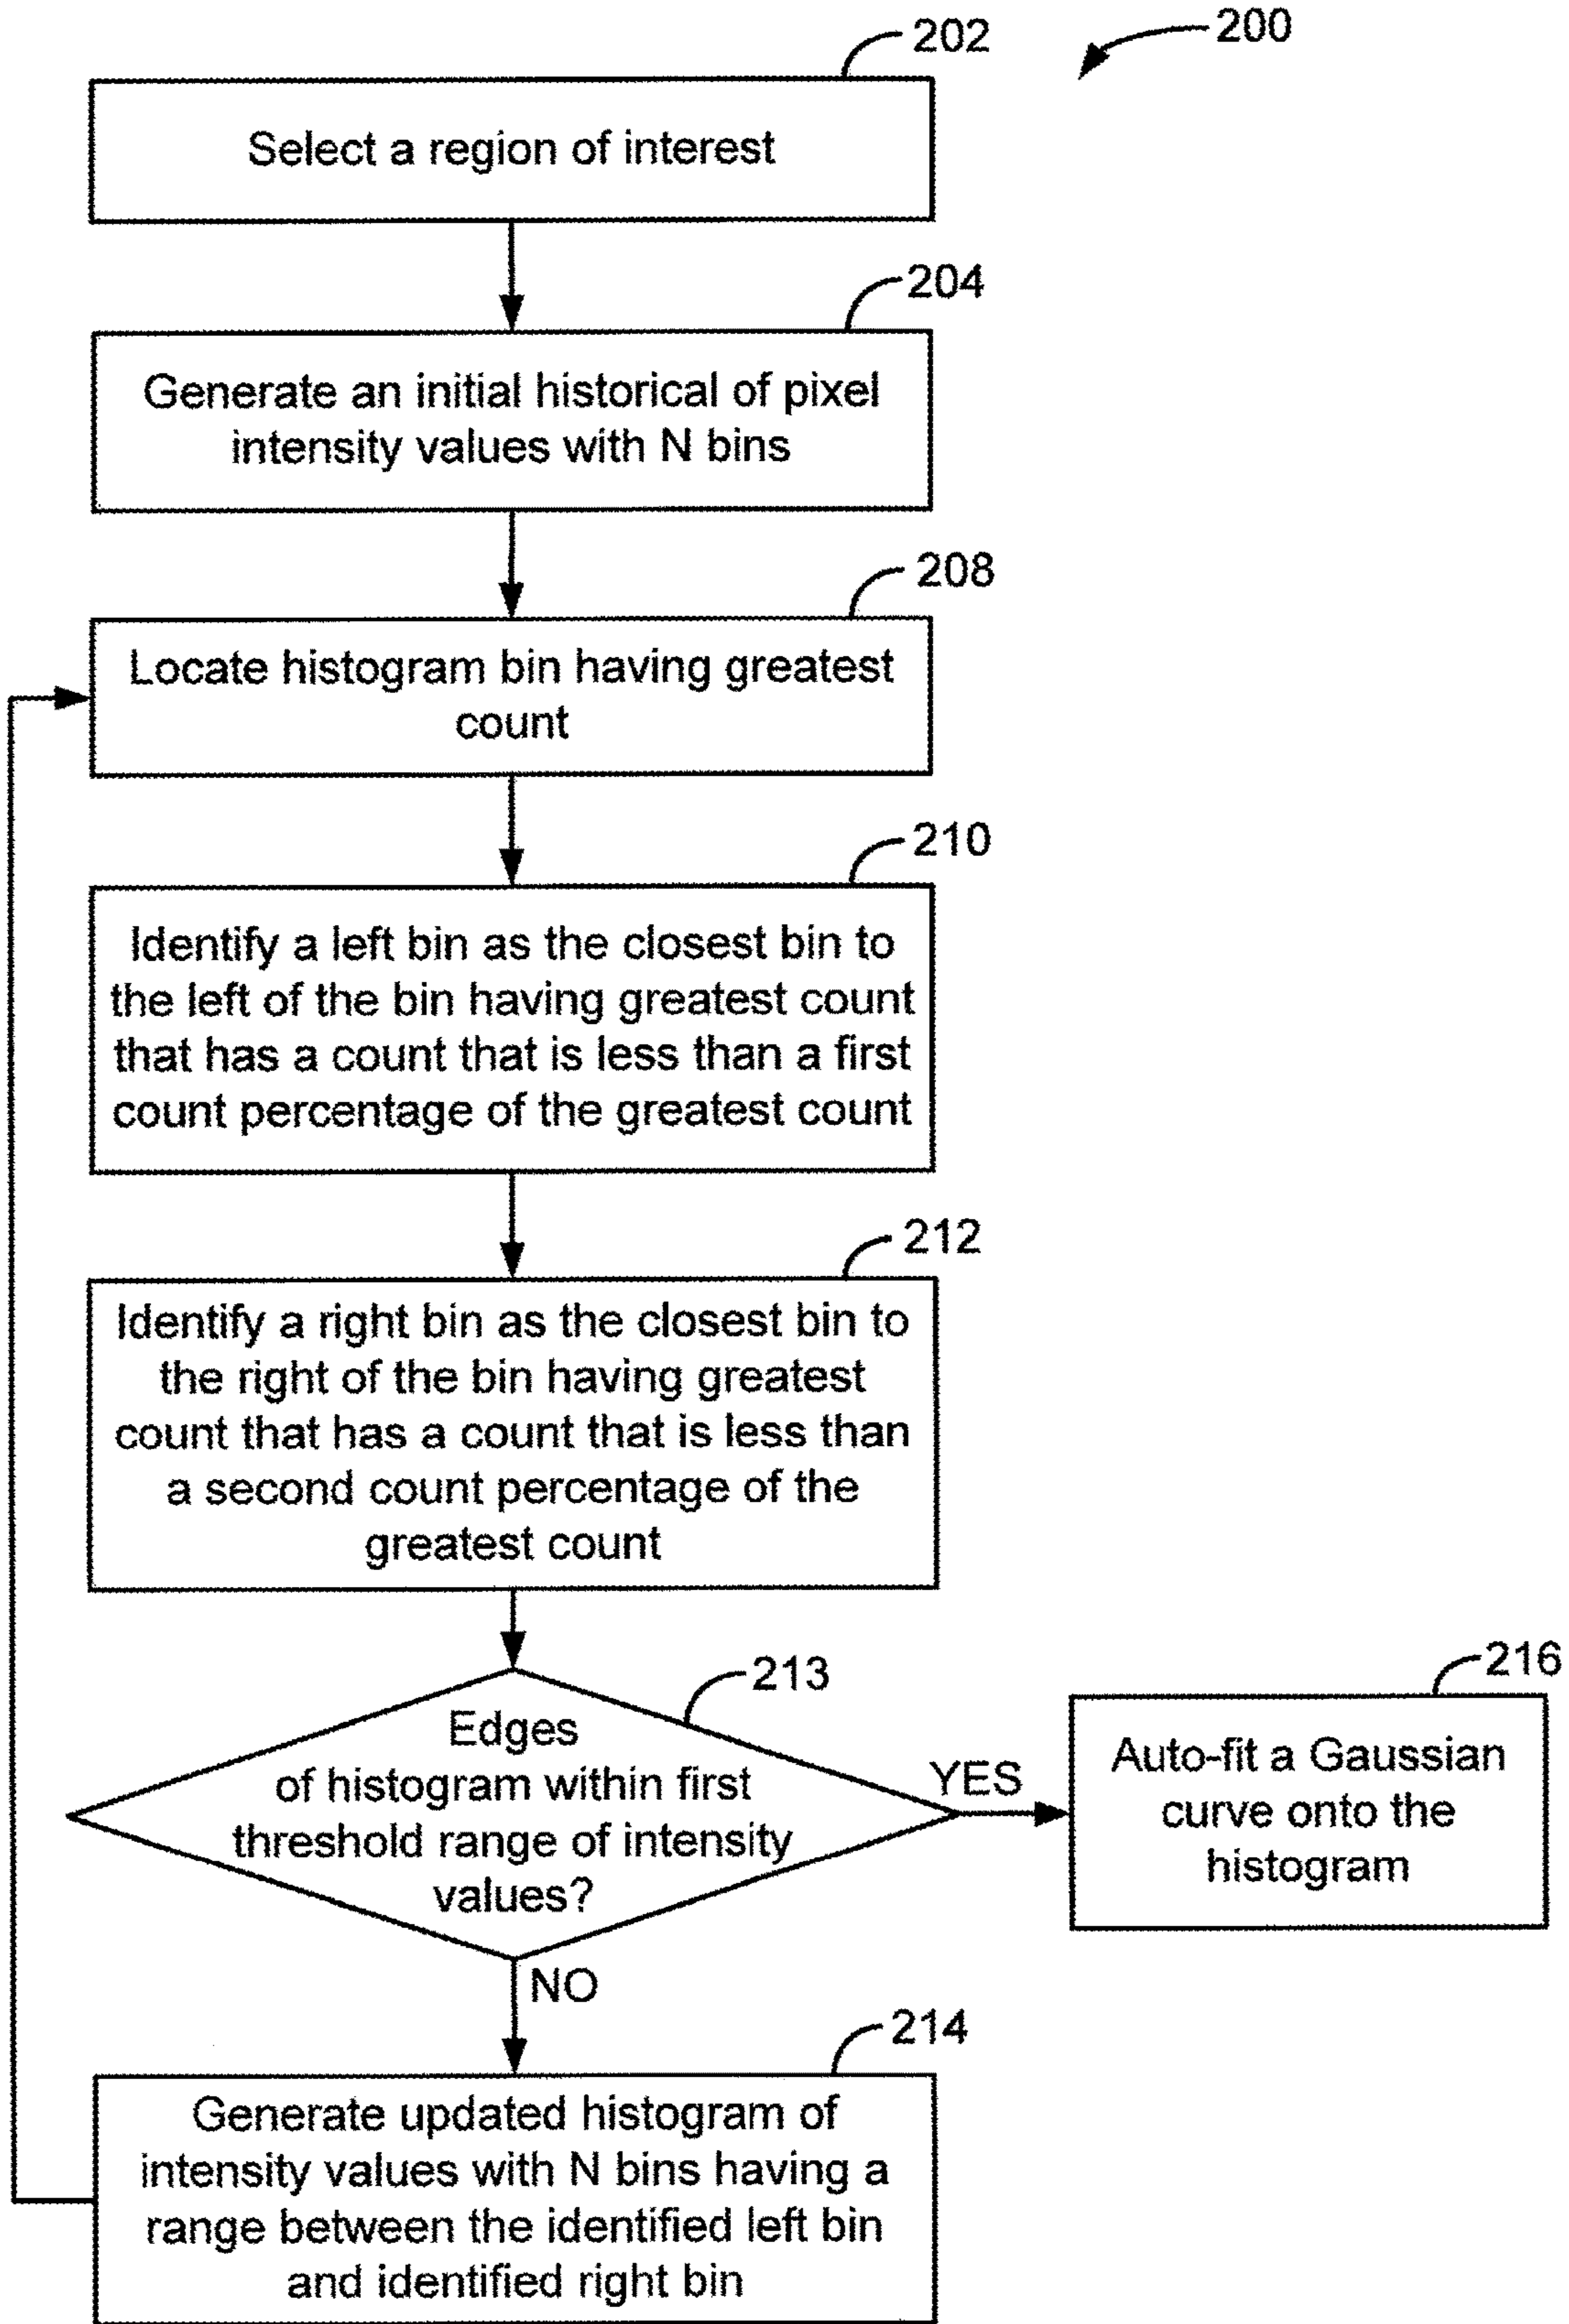 202
200
Select a region of interest
204
Generate an initial historical of pixel
intensity values with N bins
208
Locate histogram bin having greatest
count
210
Identify a left bin as the closest bin to
the left of the bin having greatest count
that has a count that is less than a first
count percentage of the greatest count
212
Identify a right bin as the closest bin to
the right of the bin having greatest
count that has a count that is less than
a second count percentage of the
greatest count
213
Edges
of histogram within first
threshold range of intensity
values?
YES
216
Auto-fit a Gaussian
curve onto the
histogram
NO
214
Generate updated histogram of
intensity values with N bins having a
range between the identified left bin
and identified right bin